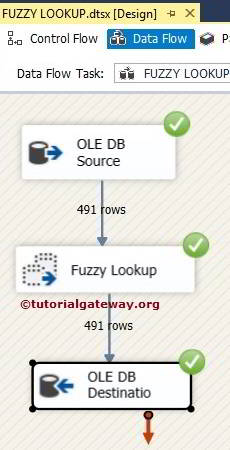 FUZZY LOOKUP.dtsx [Design]
Control Flow
Data Flow
Data Flow Task:
FUZZY LOOKUP
OLE DB
Source
491 rows
Fuzzy Lookup
©tutorialgateway.org
491 rows
OLE DB
Destinatio